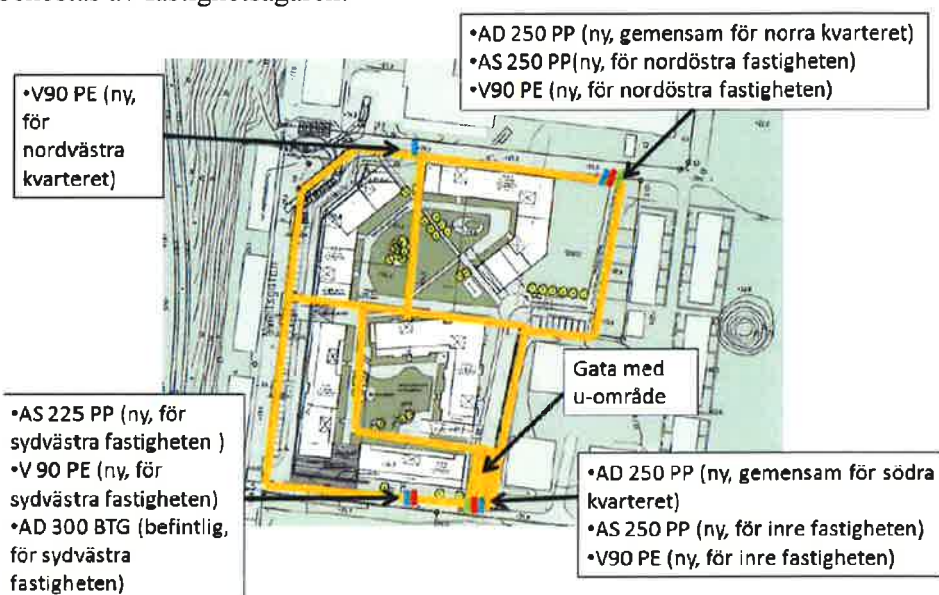 bekostas av fastighetsägaren.
•AD 250 PP (ny, gemensam för norra kvarteret)
•AS 250 PP(ny, för nordöstra fastigheten)
•V90 PE (ny, för nordöstra fastigheten)
•V90 PE (ny,
för
nordvästra
kvarteret)
Gata med
u-område
•AS 225 PP (ny, för
sydvästra fastigheten )
•V 90 PE (ny, för
sydvästra fastigheten)
•AD 300 BTG (befintlig,
för sydvästra
fastigheten)
•AD 250 PP (ny, gemensam för södra
kvarteret)
•AS 250 PP (ny, för inre fastigheten)
•V90 PE (ny, för inre fastigheten)